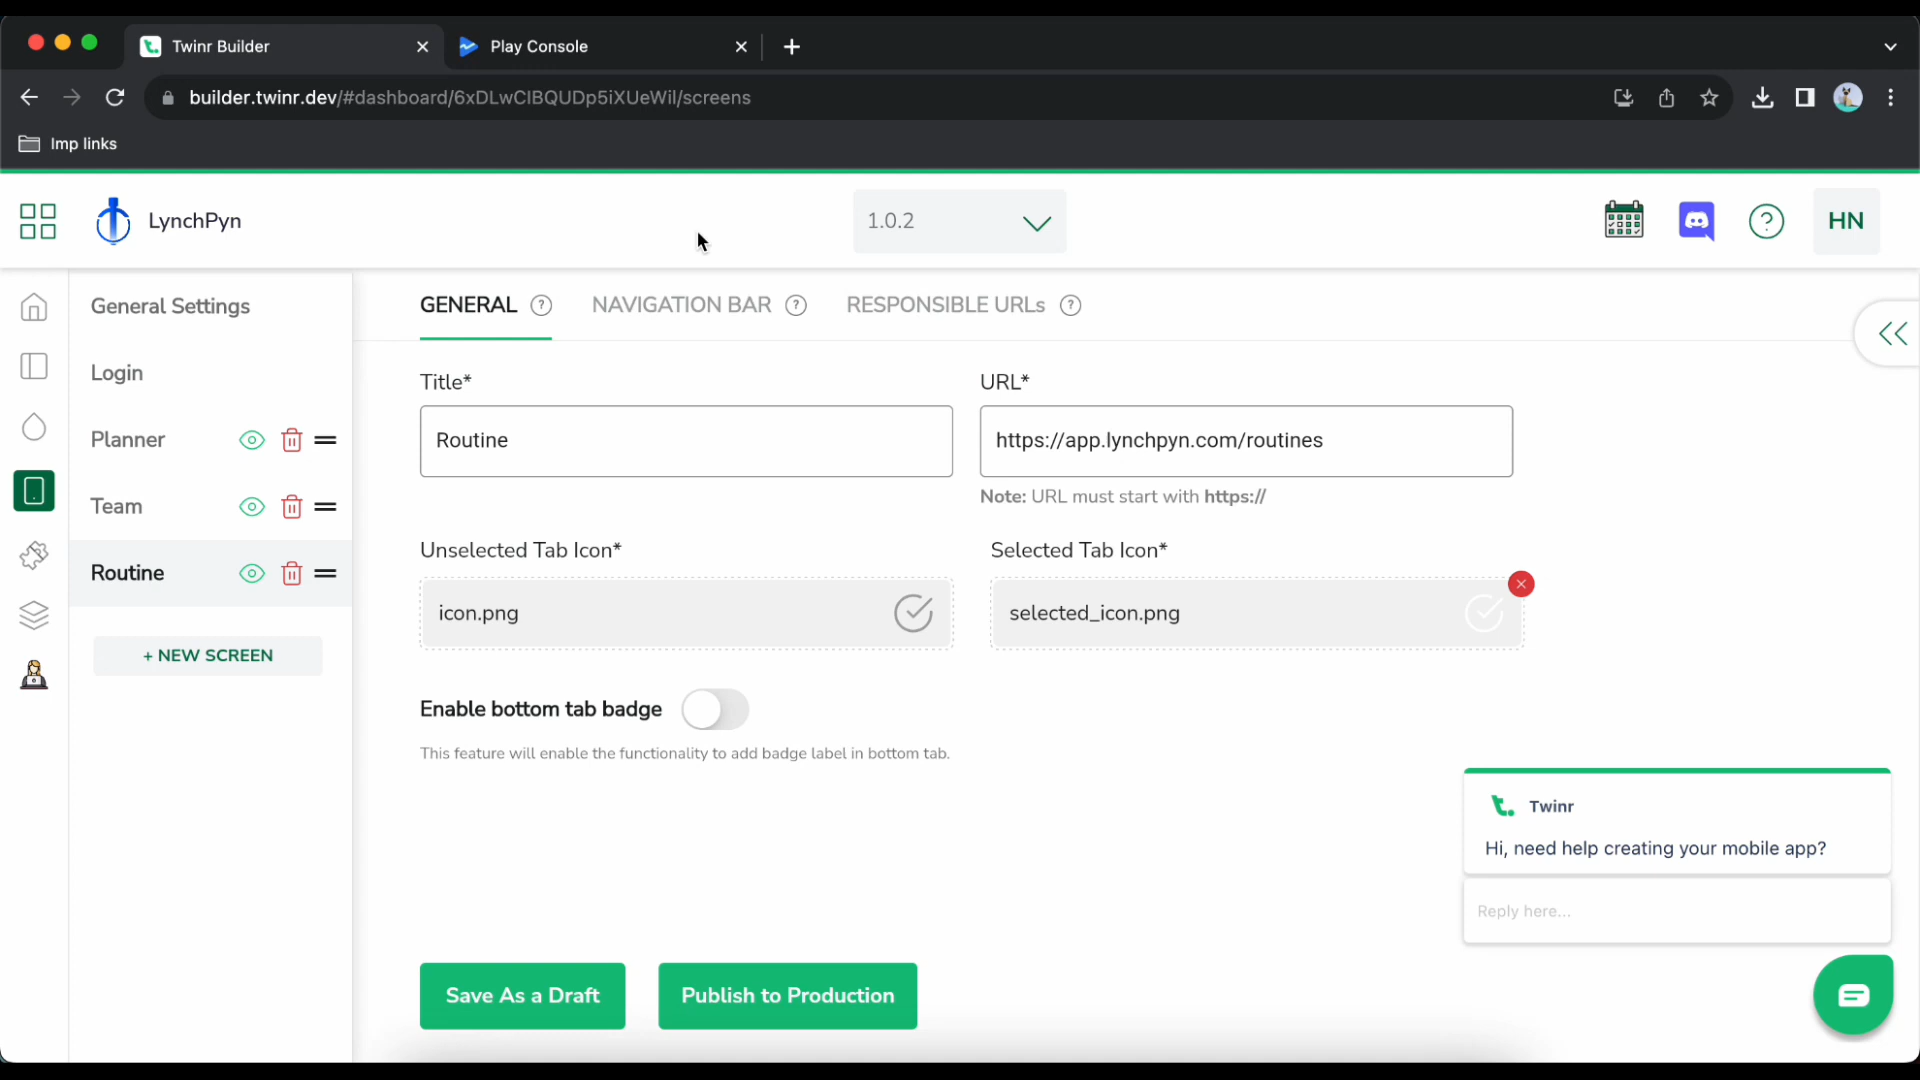 Twinr Builder
Play Console
builder.twinr.dev/#dashboard/6xDLwClBQUDp5iXUeWil/screens
Imp links
LynchPyn
1.0.2
HN
General Settings
Login
Planner
Team
Routine
+ NEW SCREEN
GENERAL ?
NAVIGATION BAR ?
RESPONSIBLE URLs ?
Title*
Routine
URL*
https://app.lynchpyn.com/routines
Note: URL must start with https://
Unselected Tab Icon*
icon.png
Selected Tab Icon*
selected_icon.png
Enable bottom tab badge
This feature will enable the functionality to add badge label in bottom tab.
Save As a Draft
Publish to Production
Twinr
Hi, need help creating your mobile app?
Reply here...